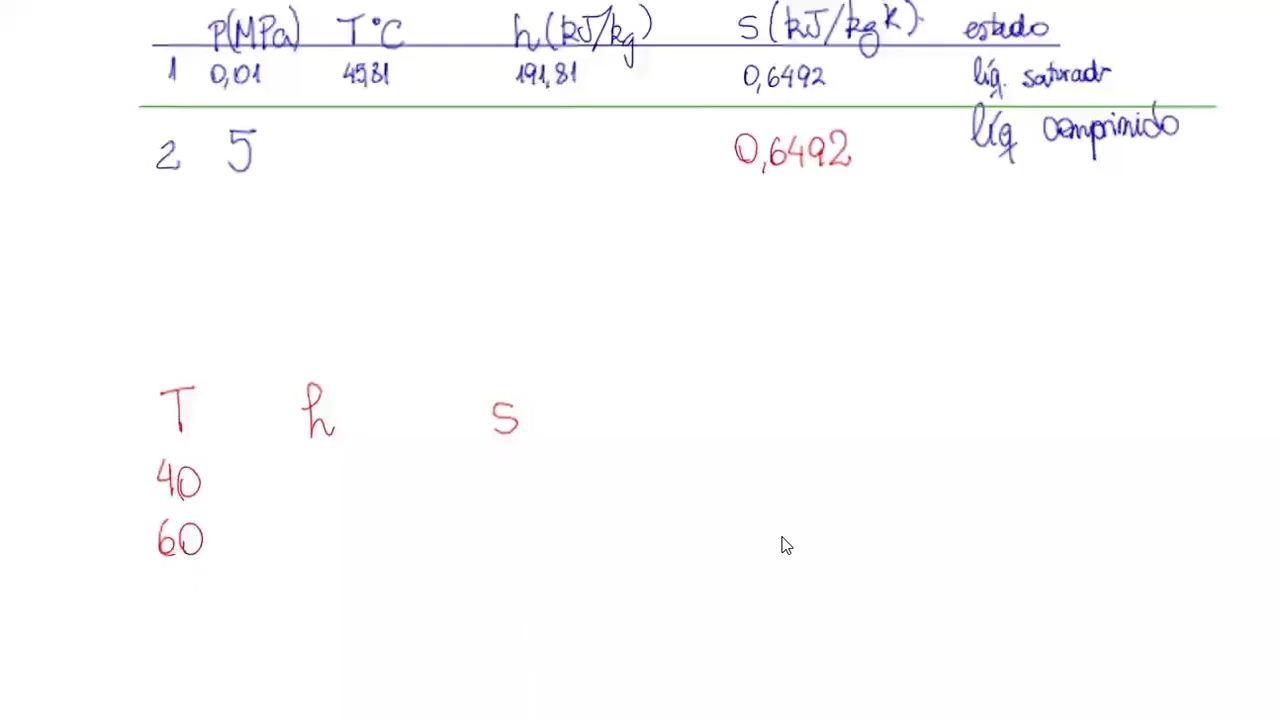 P(MPa) T°C h(kJ/kg) S(kJ/kgK) estado
1 0,01 45,81 191,81 0,6492 líq. saturado
2 5 0,6492 líq comprimido
T h S
40
60